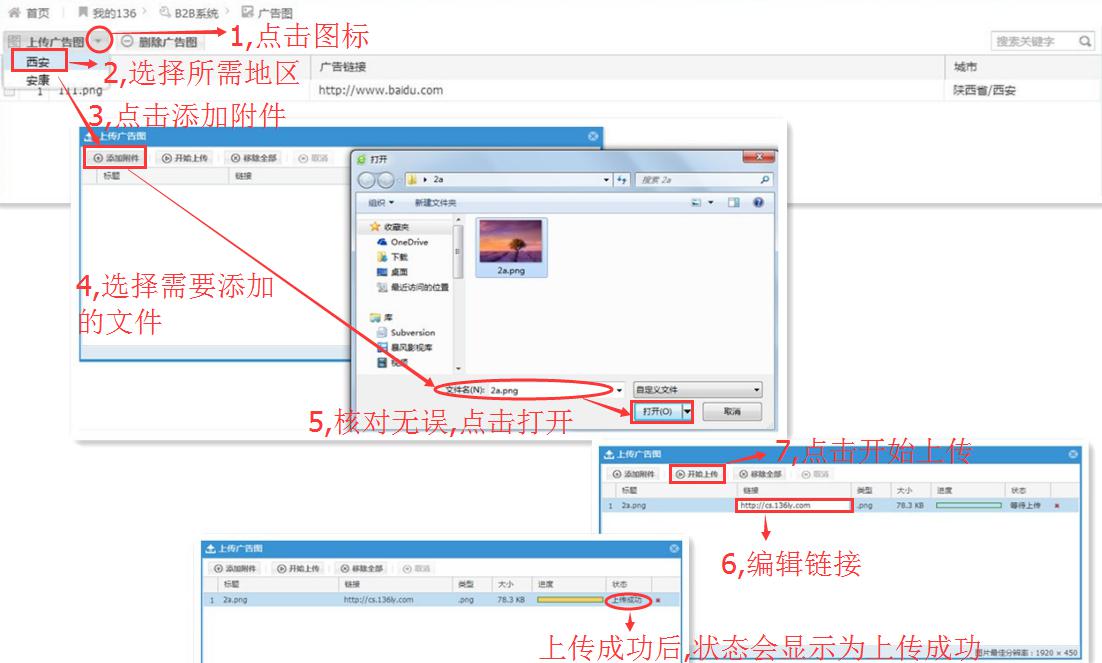 首页 我的136 B2B系统 广告图
上传广告图 删除广告图 搜索关键字
1,点击图标
西安
安康
2,选择所需地区
广告链接 城市
1 111.png http://www.baidu.com 陕西省/西安
3,点击添加附件
上传广告图
添加附件 开始上传 移除全部 取消
标题 链接
打开
2a 搜索 2a
组织 新建文件夹
收藏夹
OneDrive
下载
桌面
最近访问的位置
库
Subversion
暴风影视库
视频
2a.png
4,选择需要添加
的文件
文件名(N): 2a.png 自定义文件
打开(O) 取消
5,核对无误,点击打开
7,点击开始上传
上传广告图
添加附件 开始上传 移除全部 取消
标题 链接 类型 大小 进度 状态
1 2a.png http://cs.136ly.com .png 78.3 KB 等待上传
6,编辑链接
上传广告图
添加附件 开始上传 移除全部 取消
标题 链接 类型 大小 进度 状态
1 2a.png http://cs.136ly.com .png 78.3 KB 上传成功
上传成功后,状态会显示为上传成功
图片最佳分辨率：1920 × 450